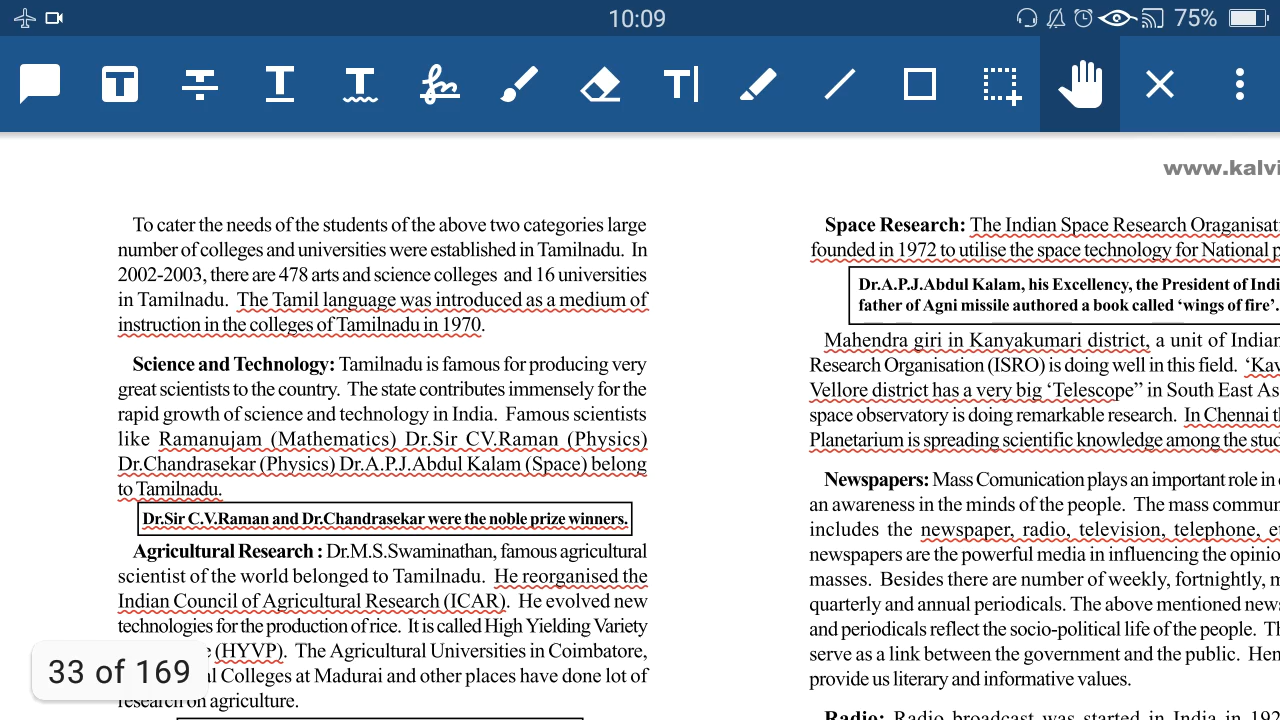 10:09
75%
www.kalvi
To cater the needs of the students of the above two categories large
number of colleges and universities were established in Tamilnadu. In
2002-2003, there are 478 arts and science colleges and 16 universities
in Tamilnadu. The Tamil language was introduced as a medium of
instruction in the colleges of Tamilnadu in 1970.
Science and Technology: Tamilnadu is famous for producing very
great scientists to the country. The state contributes immensely for the
rapid growth of science and technology in India. Famous scientists
like Ramanujam (Mathematics) Dr.Sir CV.Raman (Physics)
Dr.Chandrasekar (Physics) Dr.A.P.J.Abdul Kalam (Space) belong
to Tamilnadu.
Dr.Sir C.V.Raman and Dr.Chandrasekar were the noble prize winners.
Agricultural Research : Dr.M.S.Swaminathan, famous agricultural
scientist of the world belonged to Tamilnadu. He reorganised the
Indian Council of Agricultural Research (ICAR). He evolved new
technologies for the production of rice. It is called High Yielding Variety
(HYVP). The Agricultural Universities in Coimbatore,
Colleges at Madurai and other places have done lot of
research on agriculture.
33 of 169
Space Research: The Indian Space Research Oraganisat
founded in 1972 to utilise the space technology for National p
Dr.A.P.J.Abdul Kalam, his Excellency, the President of Indi
father of Agni missile authored a book called ‘wings of fire’.
Mahendra giri in Kanyakumari district, a unit of Indian
Research Organisation (ISRO) is doing well in this field. ‘Kav
Vellore district has a very big ‘Telescope” in South East As
space observatory is doing remarkable research. In Chennai t
Planetarium is spreading scientific knowledge among the stud
Newspapers: Mass Comunication plays an important role in
an awareness in the minds of the people. The mass commun
includes the newspaper, radio, television, telephone, e
newspapers are the powerful media in influencing the opinio
masses. Besides there are number of weekly, fortnightly, m
quarterly and annual periodicals. The above mentioned news
and periodicals reflect the socio-political life of the people. Th
serve as a link between the government and the public. Hen
provide us literary and informative values.
Radio: Radio broadcast was started in India in 192